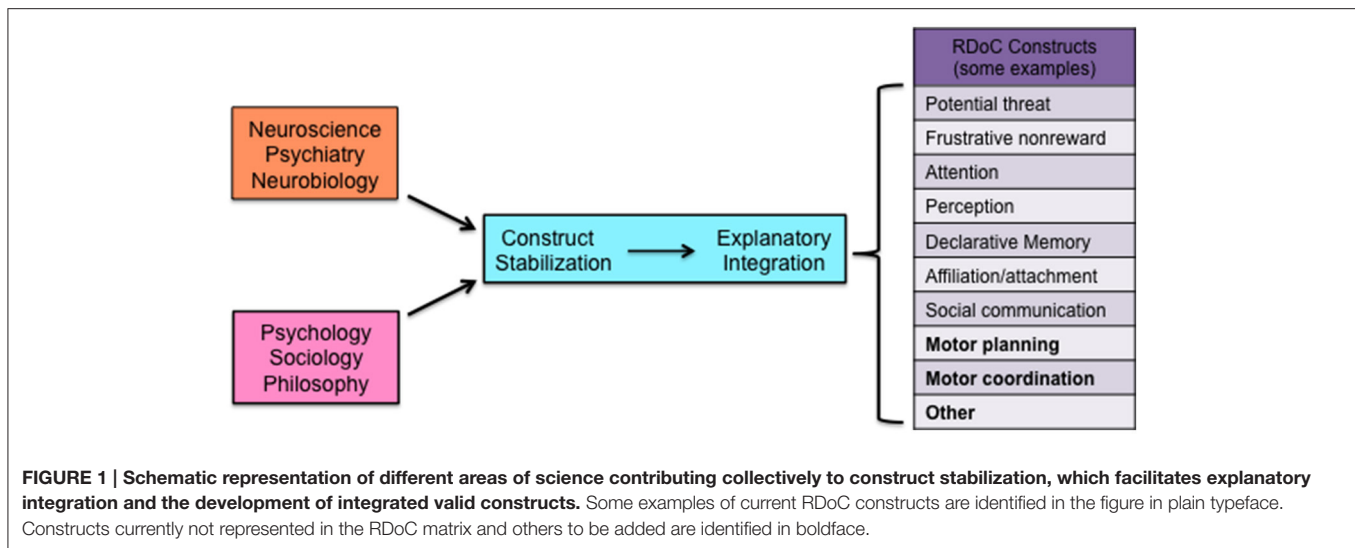 Neuroscience
Psychiatry
Neurobiology
Psychology
Sociology
Philosophy
Construct
Stabilization
Explanatory
Integration
RDoC Constructs
(some examples)
Potential threat
Frustrative nonreward
Attention
Perception
Declarative Memory
Affiliation/attachment
Social communication
Motor planning
Motor coordination
Other
FIGURE 1 | Schematic representation of different areas of science contributing collectively to construct stabilization, which facilitates explanatory
integration and the development of integrated valid constructs. Some examples of current RDoC constructs are identified in the figure in plain typeface.
Constructs currently not represented in the RDoC matrix and others to be added are identified in boldface.